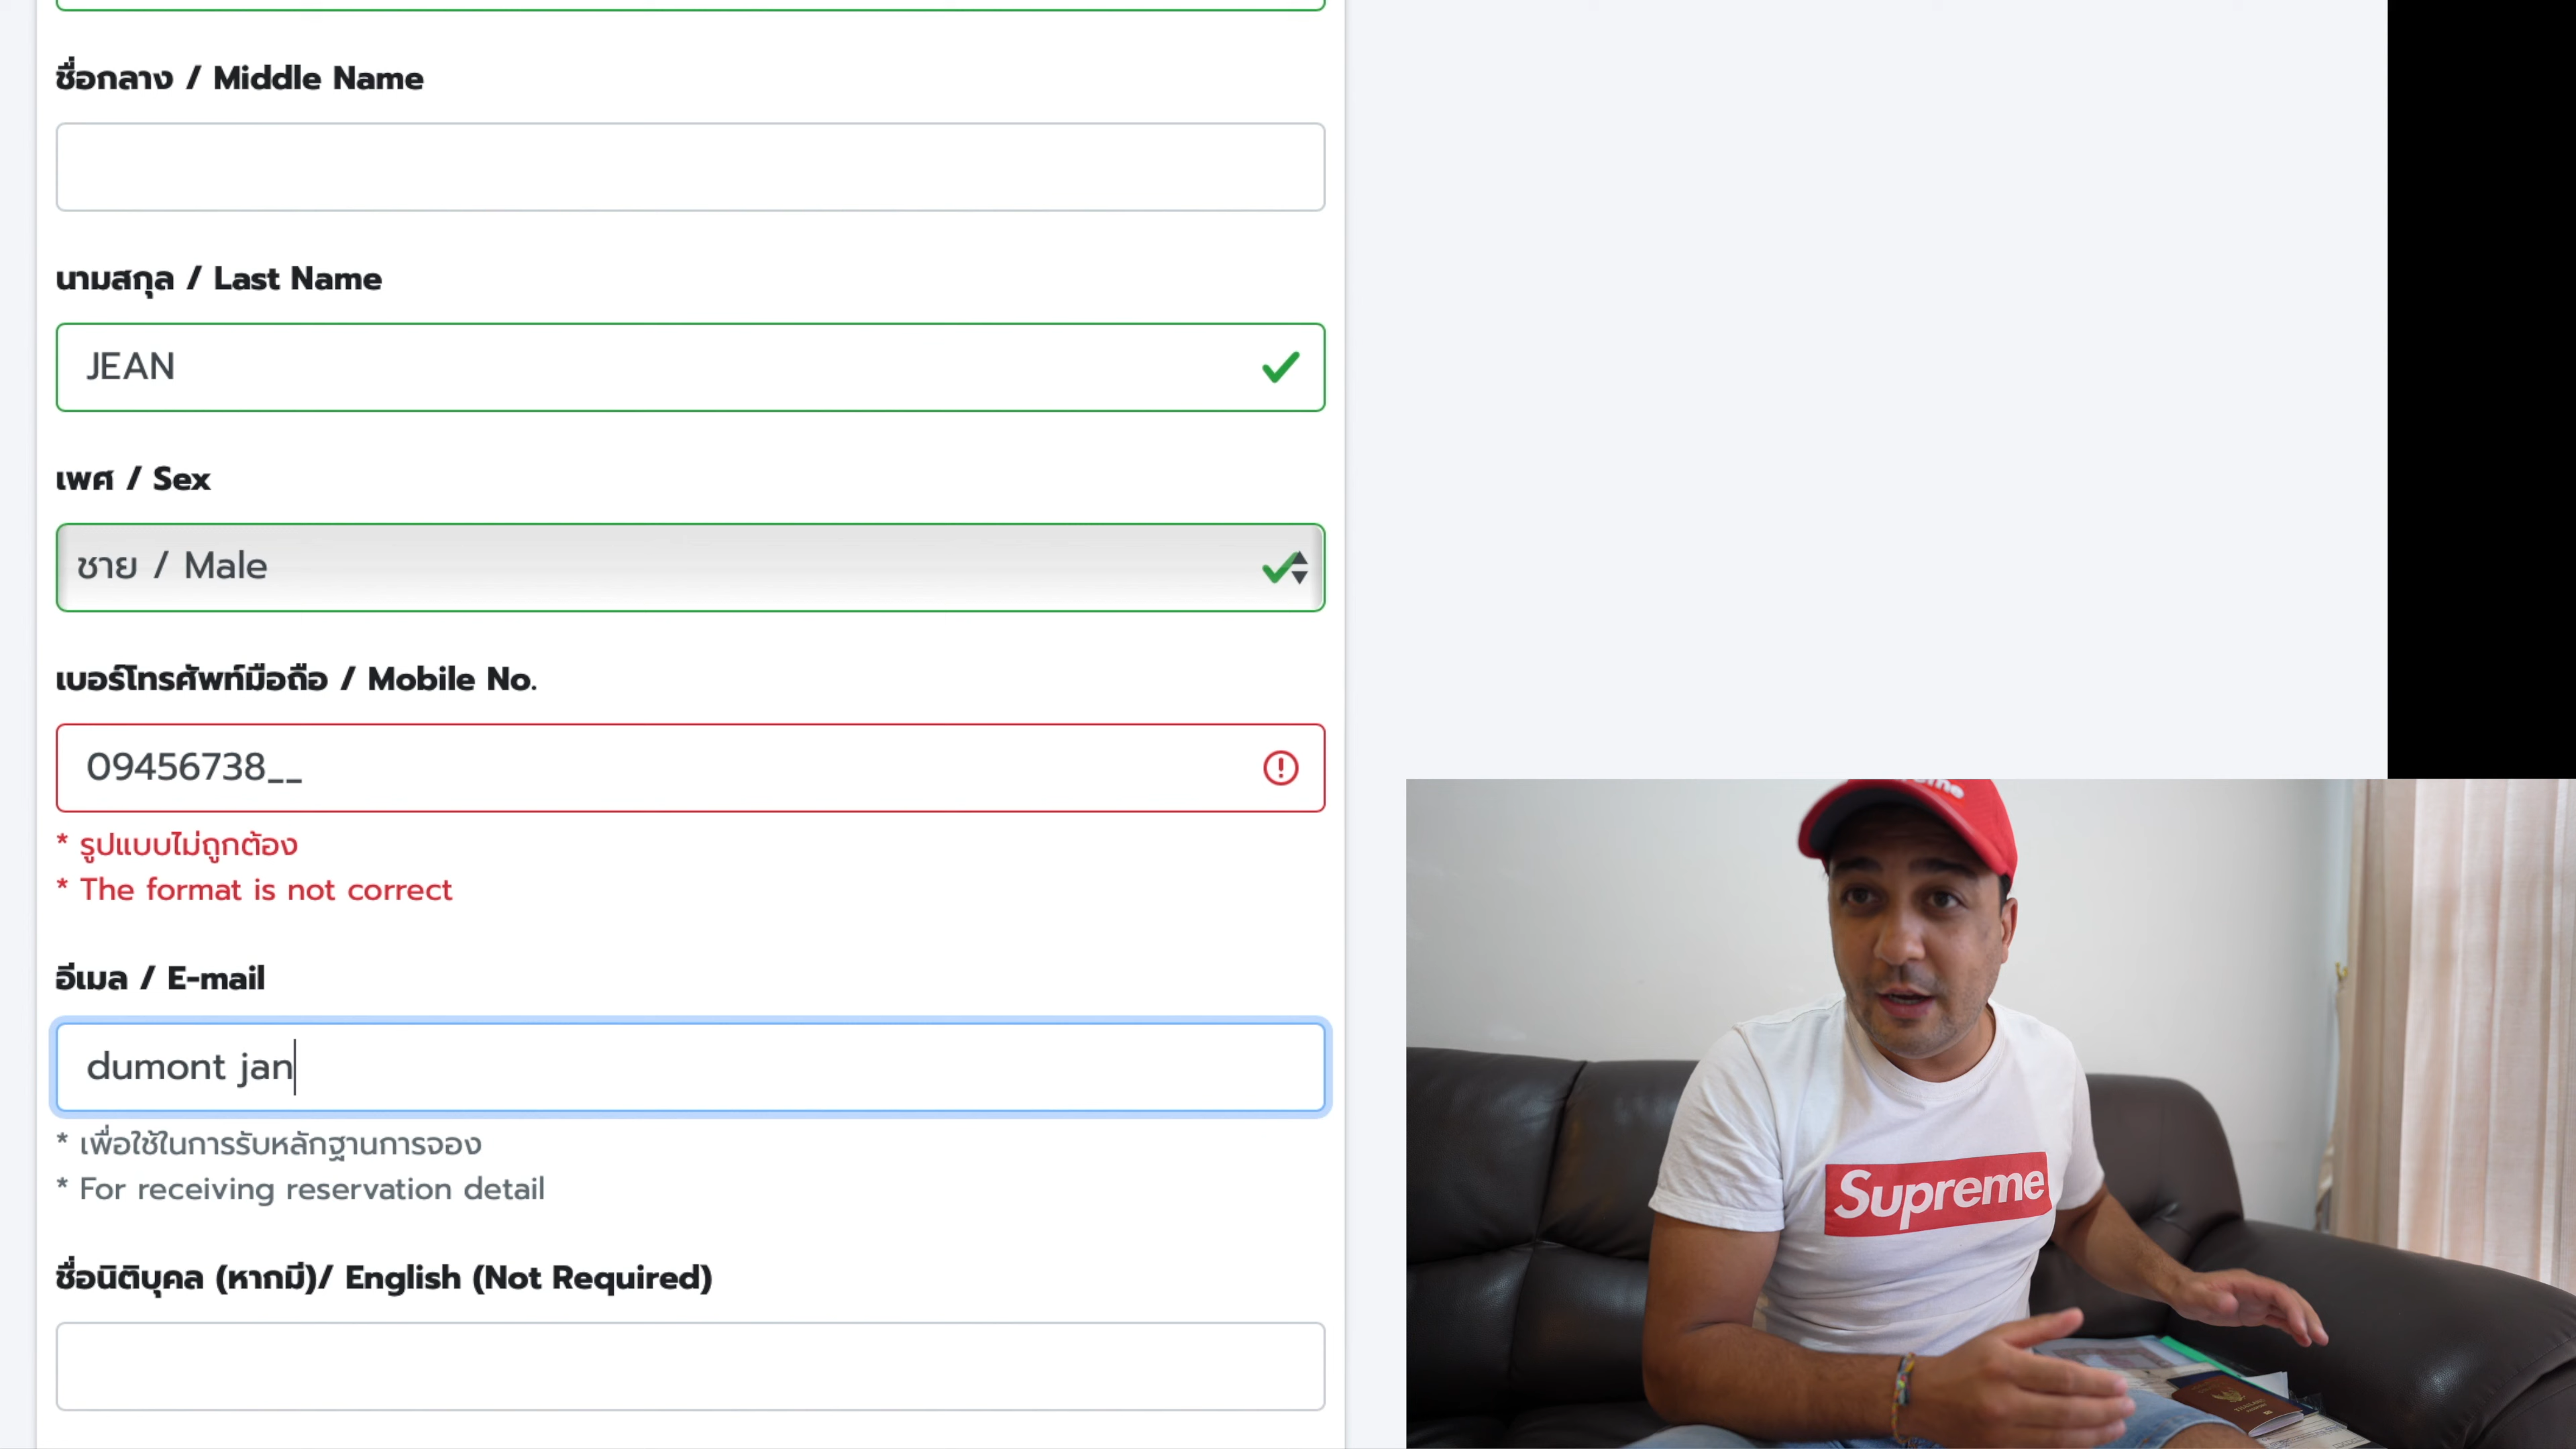 ชื่อกลาง / Middle Name
นามสกุล / Last Name
JEAN
เพศ / Sex
ชาย / Male
เบอร์โทรศัพท์มือถือ / Mobile No.
09456738__
* รูปแบบไม่ถูกต้อง
* The format is not correct
อีเมล / E-mail
dumont jan
* เพื่อใช้ในการรับหลักฐานการจอง
* For receiving reservation detail
ชื่อนิติบุคล (หากมี)/ English (Not Required)
Supreme